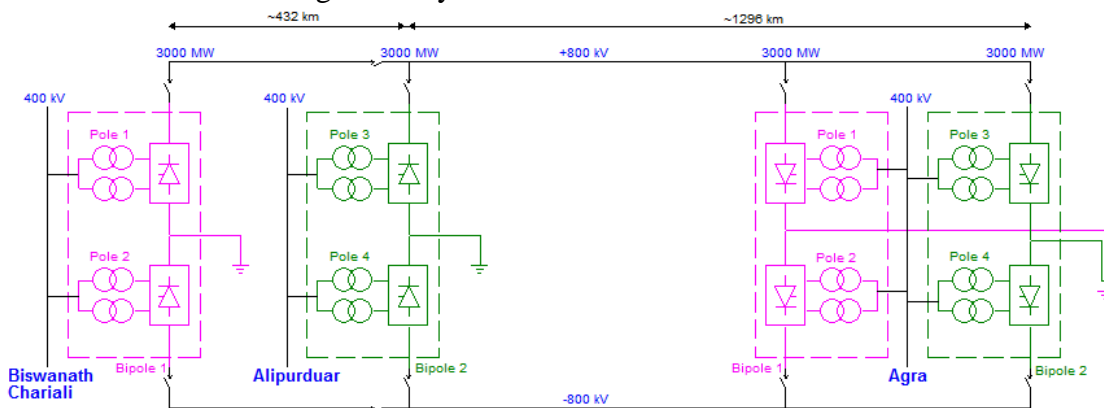 ~432 km
~1296 km
3000 MW
3000 MW
+800 kV
3000 MW
3000 MW
400 kV
400 kV
400 kV
Pole 1
Pole 3
Pole 1
Pole 3
Pole 2
Pole 4
Pole 2
Pole 4
Bipole 1
Bipole 2
Bipole 1
Bipole 2
Biswanath
Chariali
Alipurduar
Agra
-800 kV